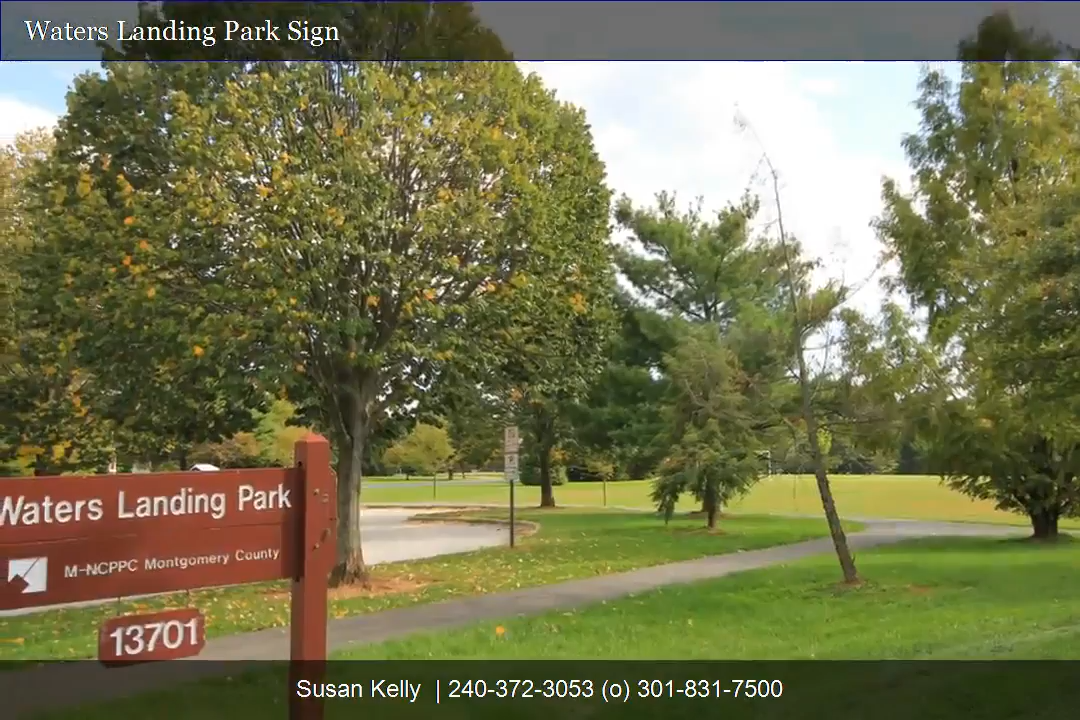 Waters Landing Park Sign
Waters Landing Park
M-NCPPC Montgomery County
13701
Susan Kelly | 240-372-3053 (o) 301-831-7500